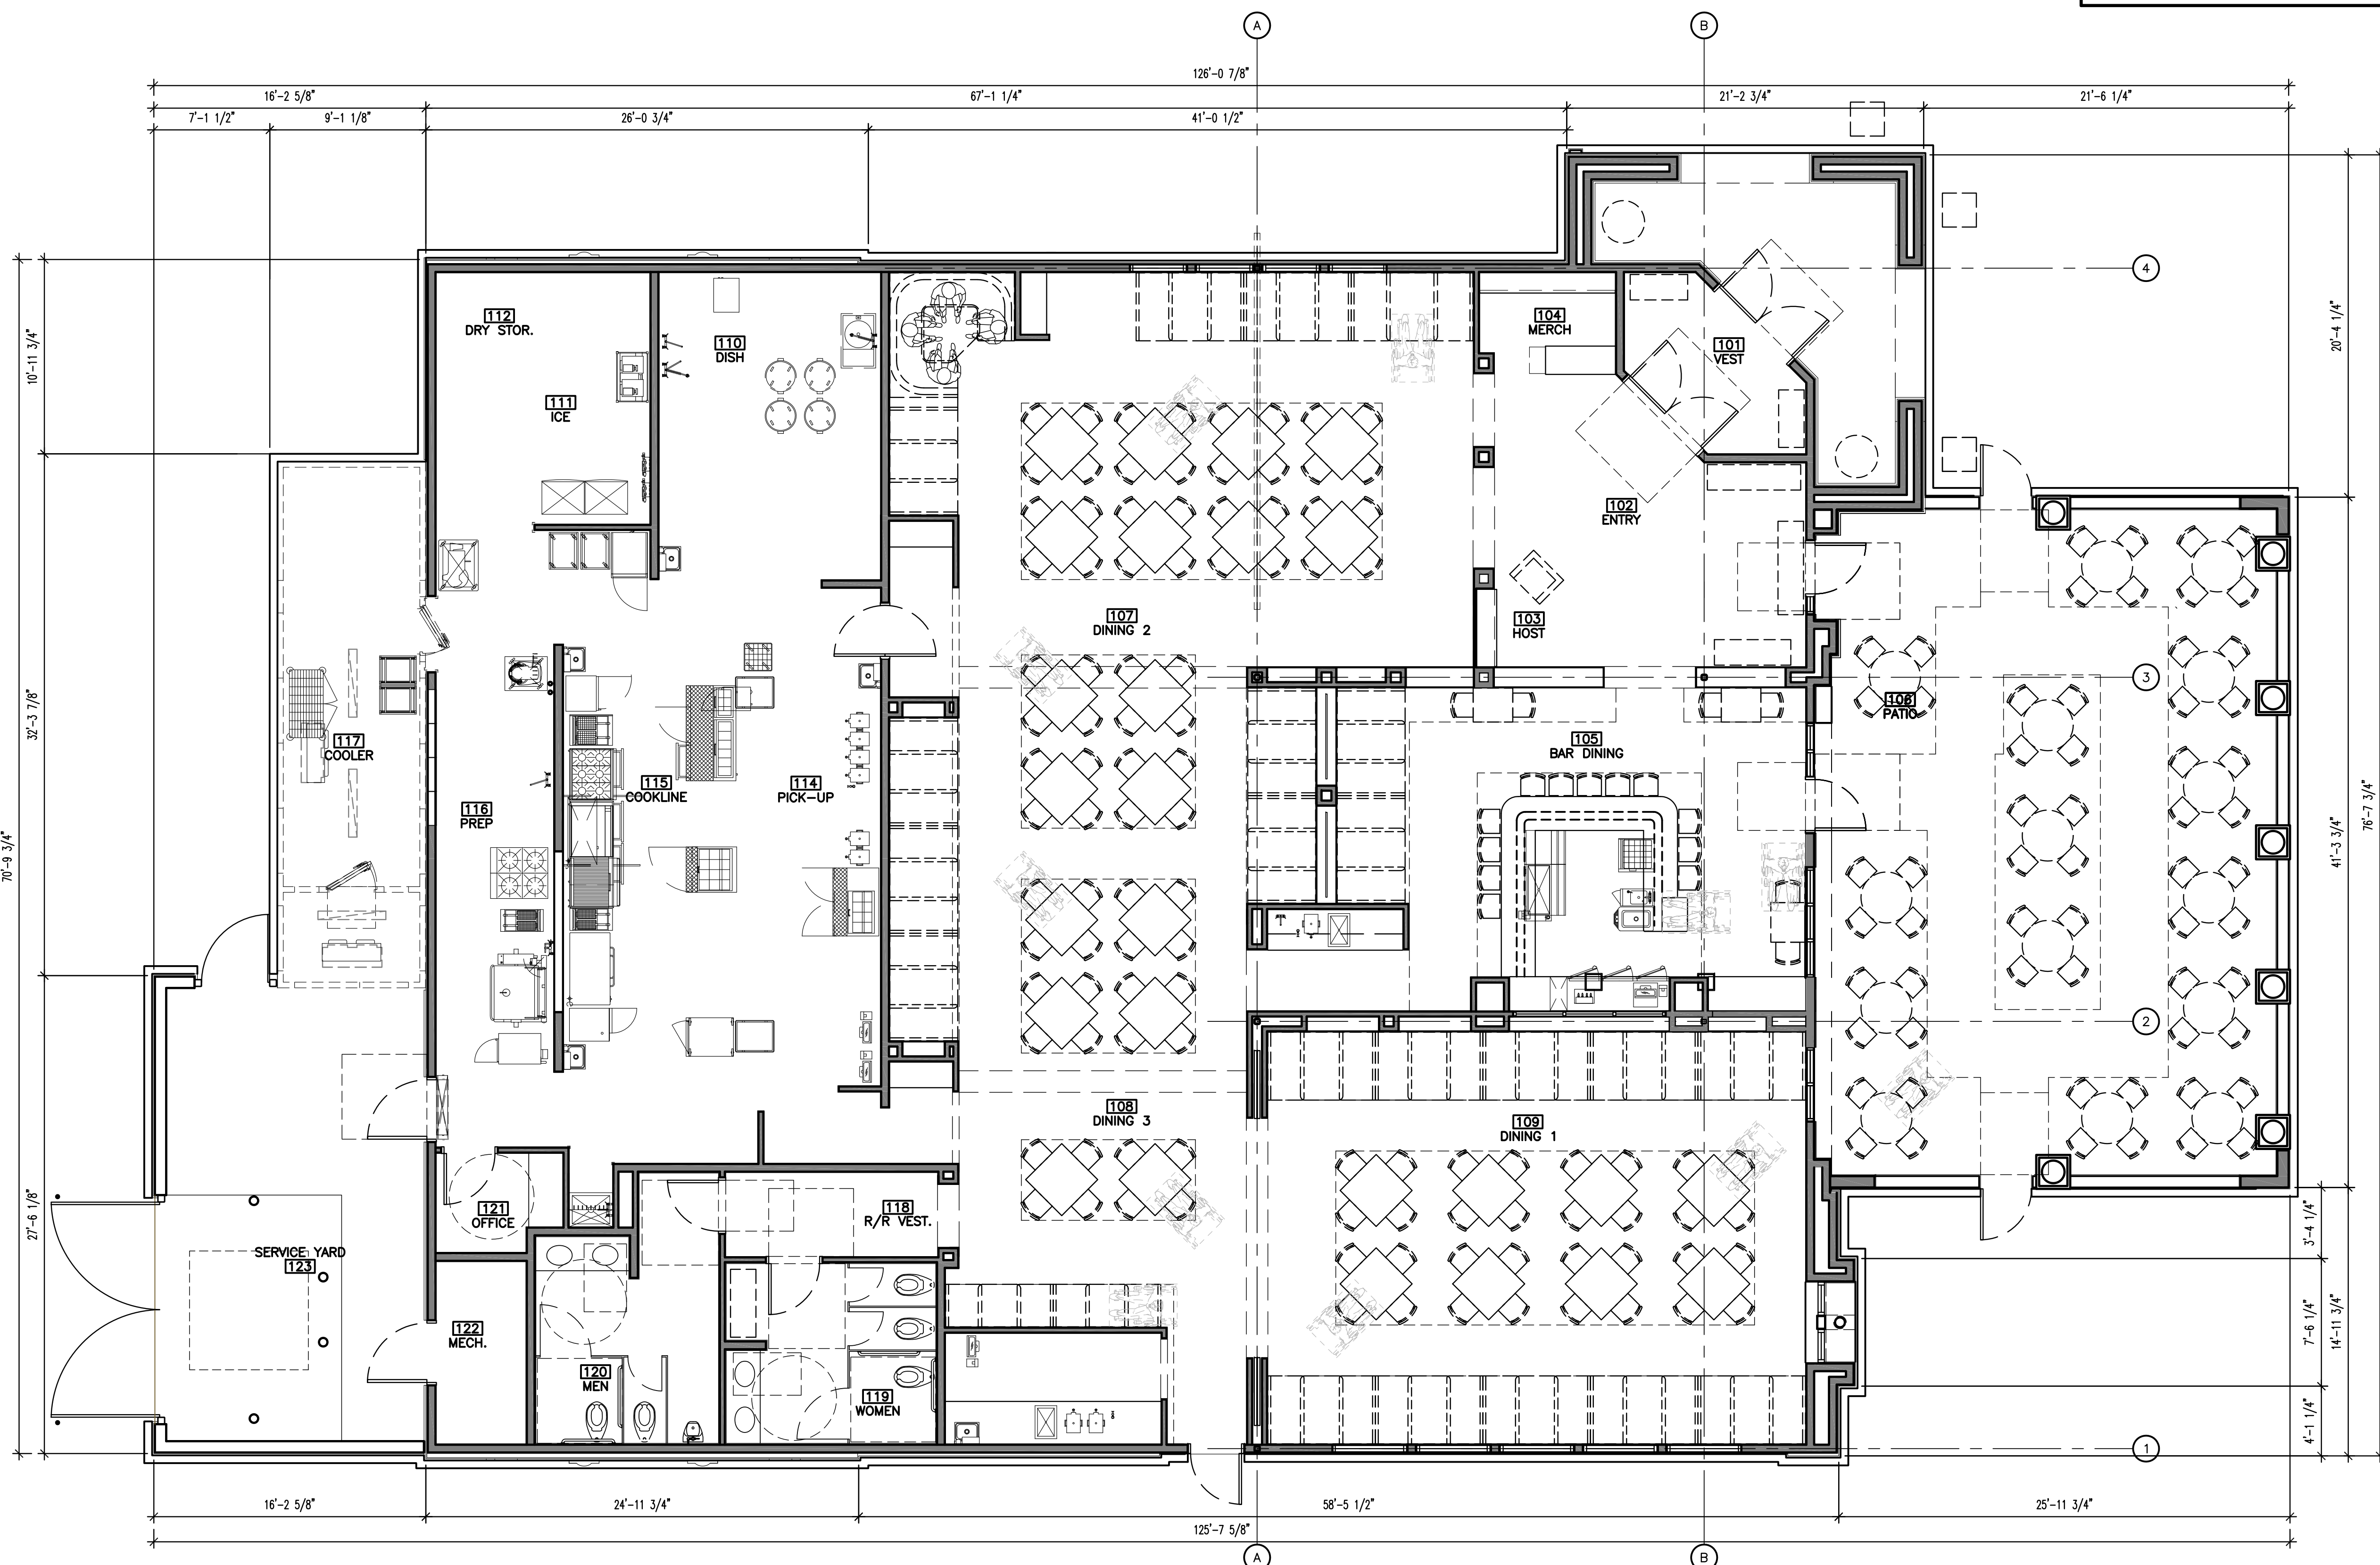 A
B
126'-0 7/8"
16'-2 5/8"
67'-1 1/4"
21'-2 3/4"
21'-6 1/4"
7'-1 1/2"
9'-1 1/8"
26'-0 3/4"
41'-0 1/2"
4
112
DRY STOR.
110
DISH
104
MERCH
101
VEST
10'-11 3/4"
20'-4 1/4"
111
ICE
102
ENTRY
107
DINING 2
103
HOST
3
106
PATIO
32'-3 7/8"
117
COOLER
105
BAR DINING
115
COOKLINE
114
PICK-UP
116
PREP
70'-9 3/4"
41'-3 3/4"
76'-7 3/4"
2
108
DINING 3
109
DINING 1
121
OFFICE
118
R/R VEST.
27'-6 1/8"
3'-4 1/4"
SERVICE YARD
123
122
MECH.
7'-6 1/4"
14'-11 3/4"
120
MEN
119
WOMEN
4'-11 1/4"
1
16'-2 5/8"
24'-11 3/4"
58'-5 1/2"
25'-11 3/4"
125'-7 5/8"
A
B